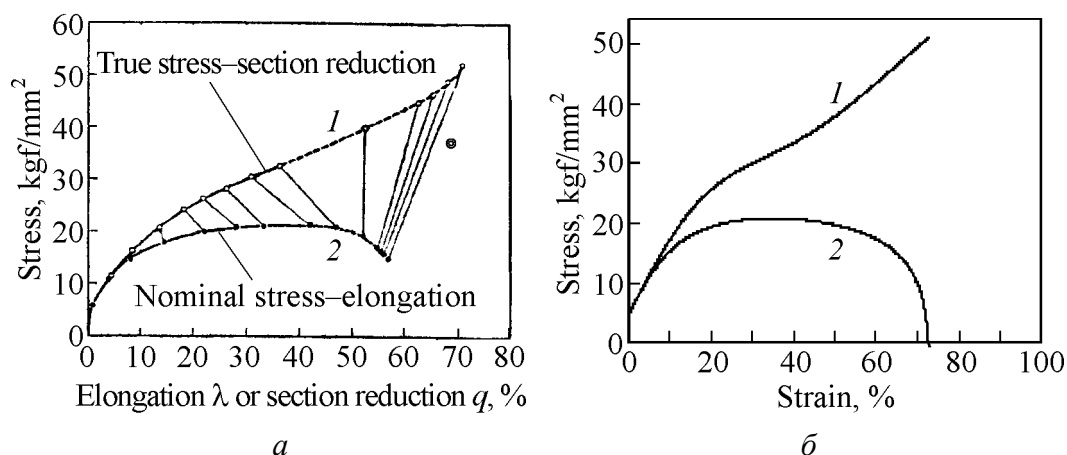 60
50
40
30
20
10
0
Stress, kgf/mm²
True stress–section reduction
1
2
Nominal stress–elongation
0 10 20 30 40 50 60 70 80
Elongation λ or section reduction q, %
а
50
40
30
20
10
0
Stress, kgf/mm²
1
2
0 20 40 60 80 100
Strain, %
б